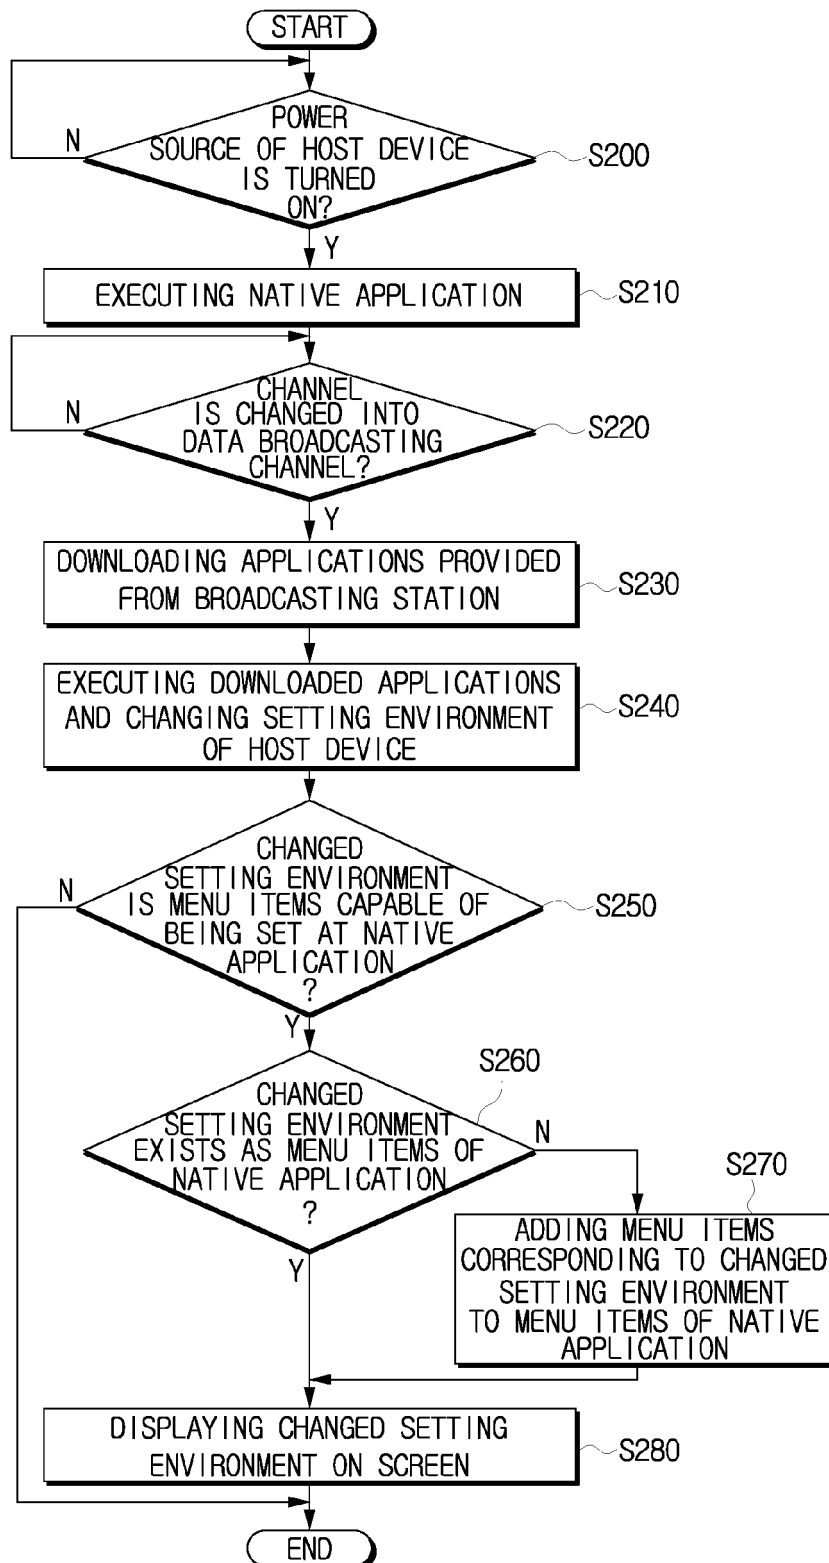 START
POWER
SOURCE OF HOST DEVICE
IS TURNED
ON?
N
S200
Y
EXECUTING NATIVE APPLICATION
S210
CHANNEL
IS CHANGED INTO
DATA BROADCASTING
CHANNEL?
N
S220
Y
DOWNLOADING APPLICATIONS PROVIDED
FROM BROADCASTING STATION
S230
EXECUTING DOWNLOADED APPLICATIONS
AND CHANGING SETTING ENVIRONMENT
OF HOST DEVICE
S240
CHANGED
SETTING ENVIRONMENT
IS MENU ITEMS CAPABLE OF
BEING SET AT NATIVE
APPLICATION
?
N
S250
Y
S260
CHANGED
SETTING ENVIRONMENT
EXISTS AS MENU ITEMS OF
NATIVE APPLICATION
?
N
Y
S270
ADDING MENU ITEMS
CORRESPONDING TO CHANGED
SETTING ENVIRONMENT
TO MENU ITEMS OF NATIVE
APPLICATION
DISPLAYING CHANGED SETTING
ENVIRONMENT ON SCREEN
S280
END